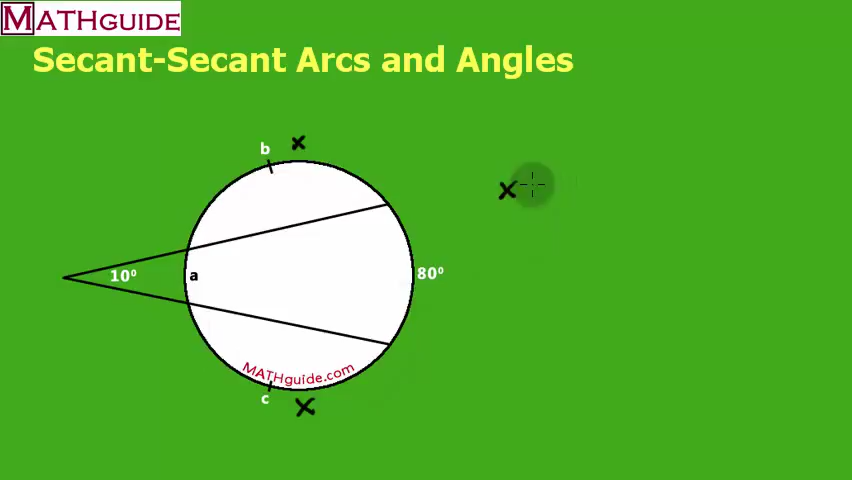 MATHGUIDE
Secant-Secant Arcs and Angles
b x
x
10⁰ a 80⁰
MATHguide.com
c x